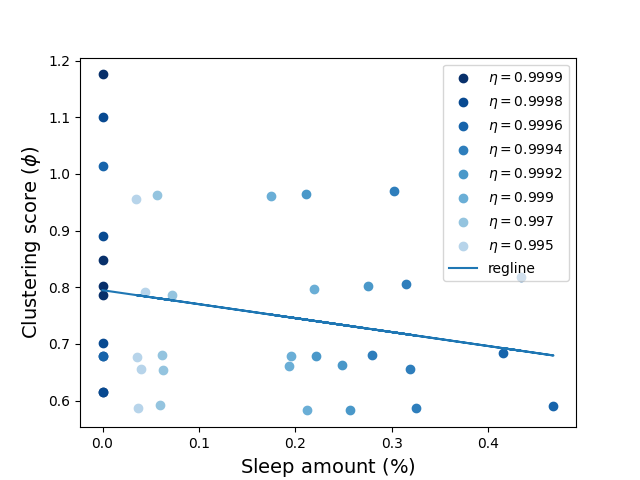 1.2
1.1
1.0
0.9
0.8
0.7
0.6
Clustering score (ϕ)
0.0 0.1 0.2 0.3 0.4
Sleep amount (%)
η = 0.9999
η = 0.9998
η = 0.9996
η = 0.9994
η = 0.9992
η = 0.999
η = 0.997
η = 0.995
regline